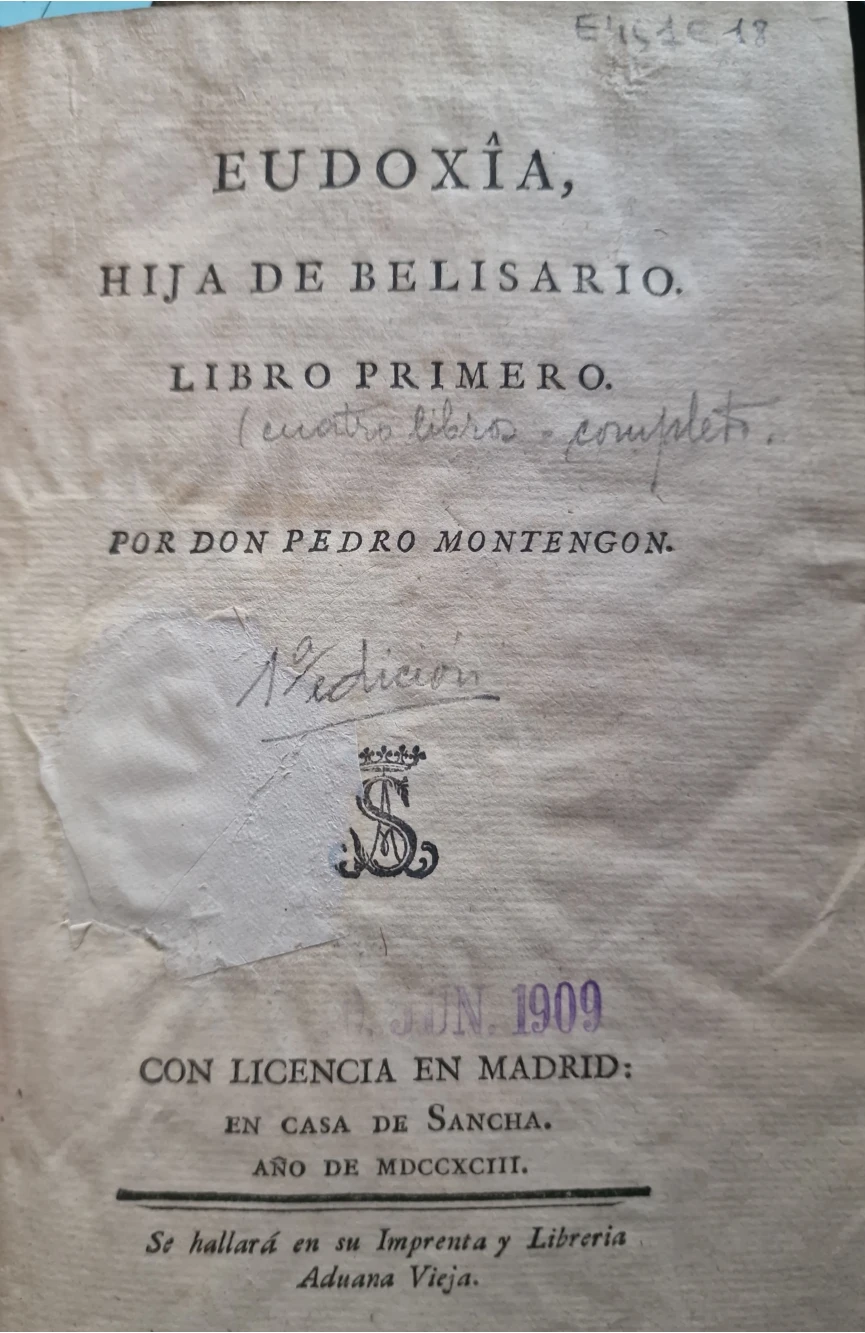 EUDOXÎA,
HIJA DE BELISARIO.
LIBRO PRIMERO.
(cuatro libros - completo.
POR DON PEDRO MONTENGON.
1ª edición
JUN. 1909
CON LICENCIA EN MADRID:
EN CASA DE SANCHA.
AÑO DE MDCCXCIII.
Se hallará en su Imprenta y Libreria
Aduana Vieja.